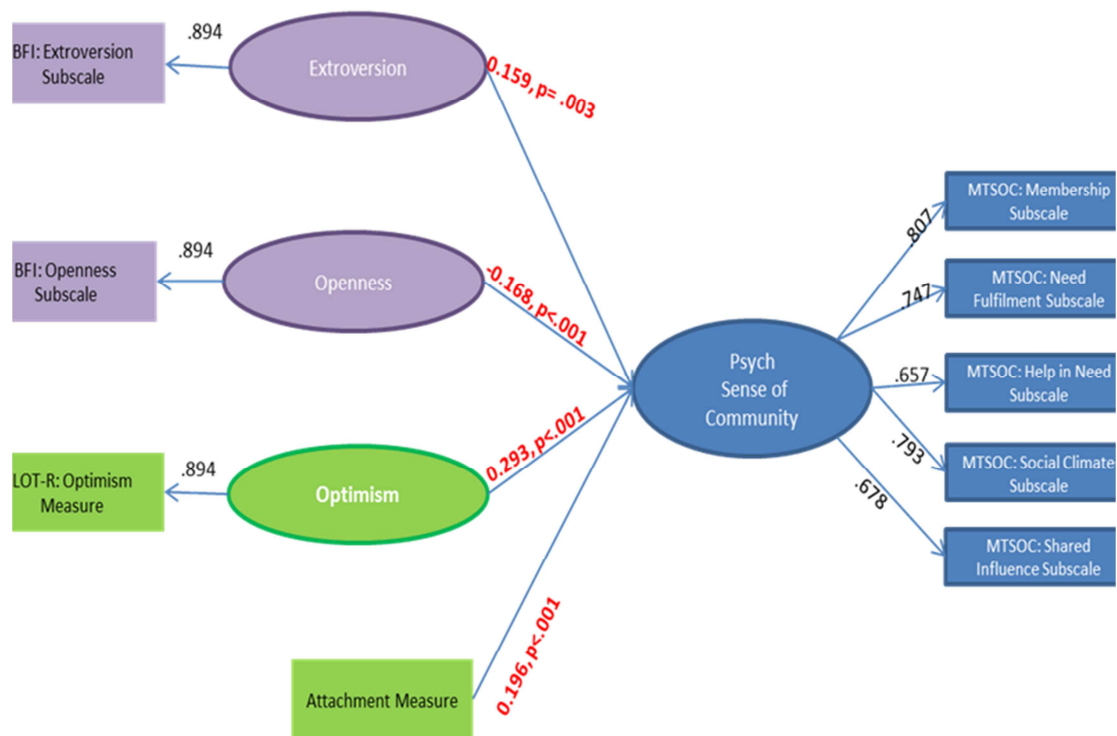 BFI: Extroversion
Subscale
.894
Extroversion
0.159, p= .003
BFI: Openness
Subscale
.894
Openness
-0.168, p<.001
LOT-R: Optimism
Measure
.894
Optimism
0.293, p<.001
Attachment Measure
0.196, p<.001
Psych
Sense of
Community
.807
MTSOC: Membership
Subscale
.747
MTSOC: Need
Fulfilment Subscale
.657
MTSOC: Help in Need
Subscale
.793
MTSOC: Social Climate
Subscale
.678
MTSOC: Shared
Influence Subscale